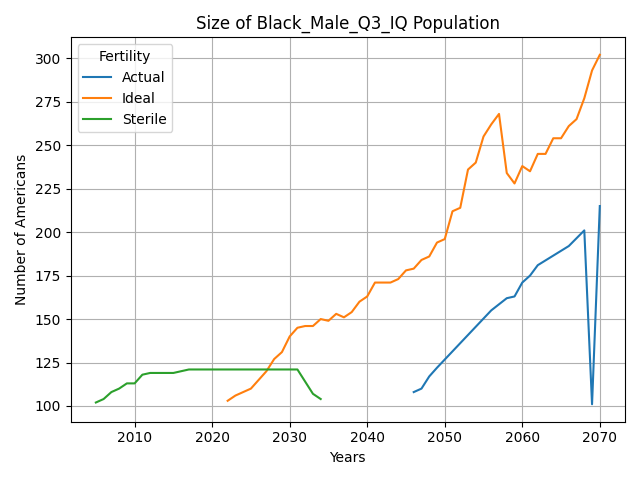 Size of Black_Male_Q3_IQ Population
Number of Americans
300
275
250
225
200
175
150
125
100
Fertility
Actual
Ideal
Sterile
2010
2020
2030
2040
2050
2060
2070
Years